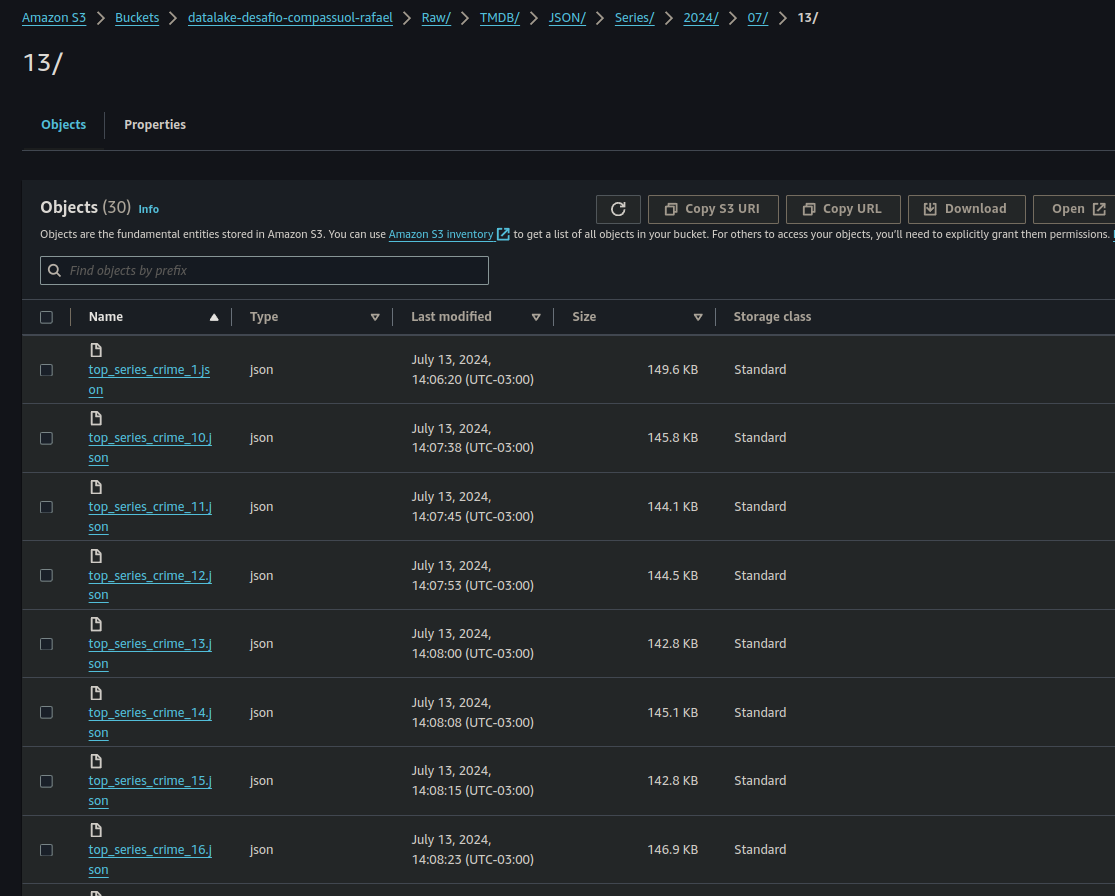 Amazon S3 > Buckets > datalake-desafio-compassuol-rafael > Raw/ > TMDB/ > JSON/ > Series/ > 2024/ > 07/ > 13/
13/
Objects Properties
Objects (30) Info
Copy S3 URI Copy URL Download Open
Objects are the fundamental entities stored in Amazon S3. You can use Amazon S3 inventory to get a list of all objects in your bucket. For others to access your objects, you'll need to explicitly grant them permissions.
Find objects by prefix
Name Type Last modified Size Storage class
top_series_crime_1.js
on
json
July 13, 2024,
14:06:20 (UTC-03:00)
149.6 KB
Standard
top_series_crime_10.j
son
json
July 13, 2024,
14:07:38 (UTC-03:00)
145.8 KB
Standard
top_series_crime_11.j
son
json
July 13, 2024,
14:07:45 (UTC-03:00)
144.1 KB
Standard
top_series_crime_12.j
son
json
July 13, 2024,
14:07:53 (UTC-03:00)
144.5 KB
Standard
top_series_crime_13.j
son
json
July 13, 2024,
14:08:00 (UTC-03:00)
142.8 KB
Standard
top_series_crime_14.j
son
json
July 13, 2024,
14:08:08 (UTC-03:00)
145.1 KB
Standard
top_series_crime_15.j
son
json
July 13, 2024,
14:08:15 (UTC-03:00)
142.8 KB
Standard
top_series_crime_16.j
son
json
July 13, 2024,
14:08:23 (UTC-03:00)
146.9 KB
Standard